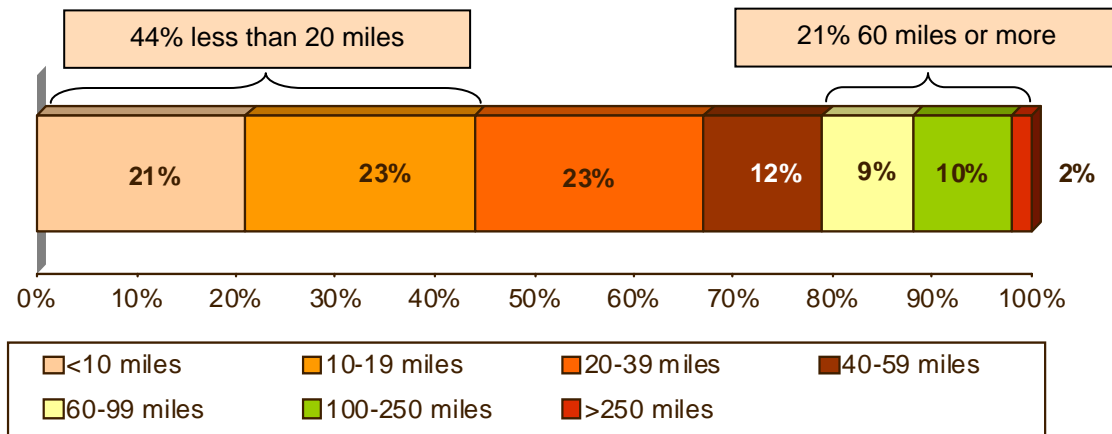 44% less than 20 miles
21% 60 miles or more
21% 23% 23% 12% 9% 10% 2%
0% 10% 20% 30% 40% 50% 60% 70% 80% 90% 100%
<10 miles 10-19 miles 20-39 miles 40-59 miles
60-99 miles 100-250 miles >250 miles